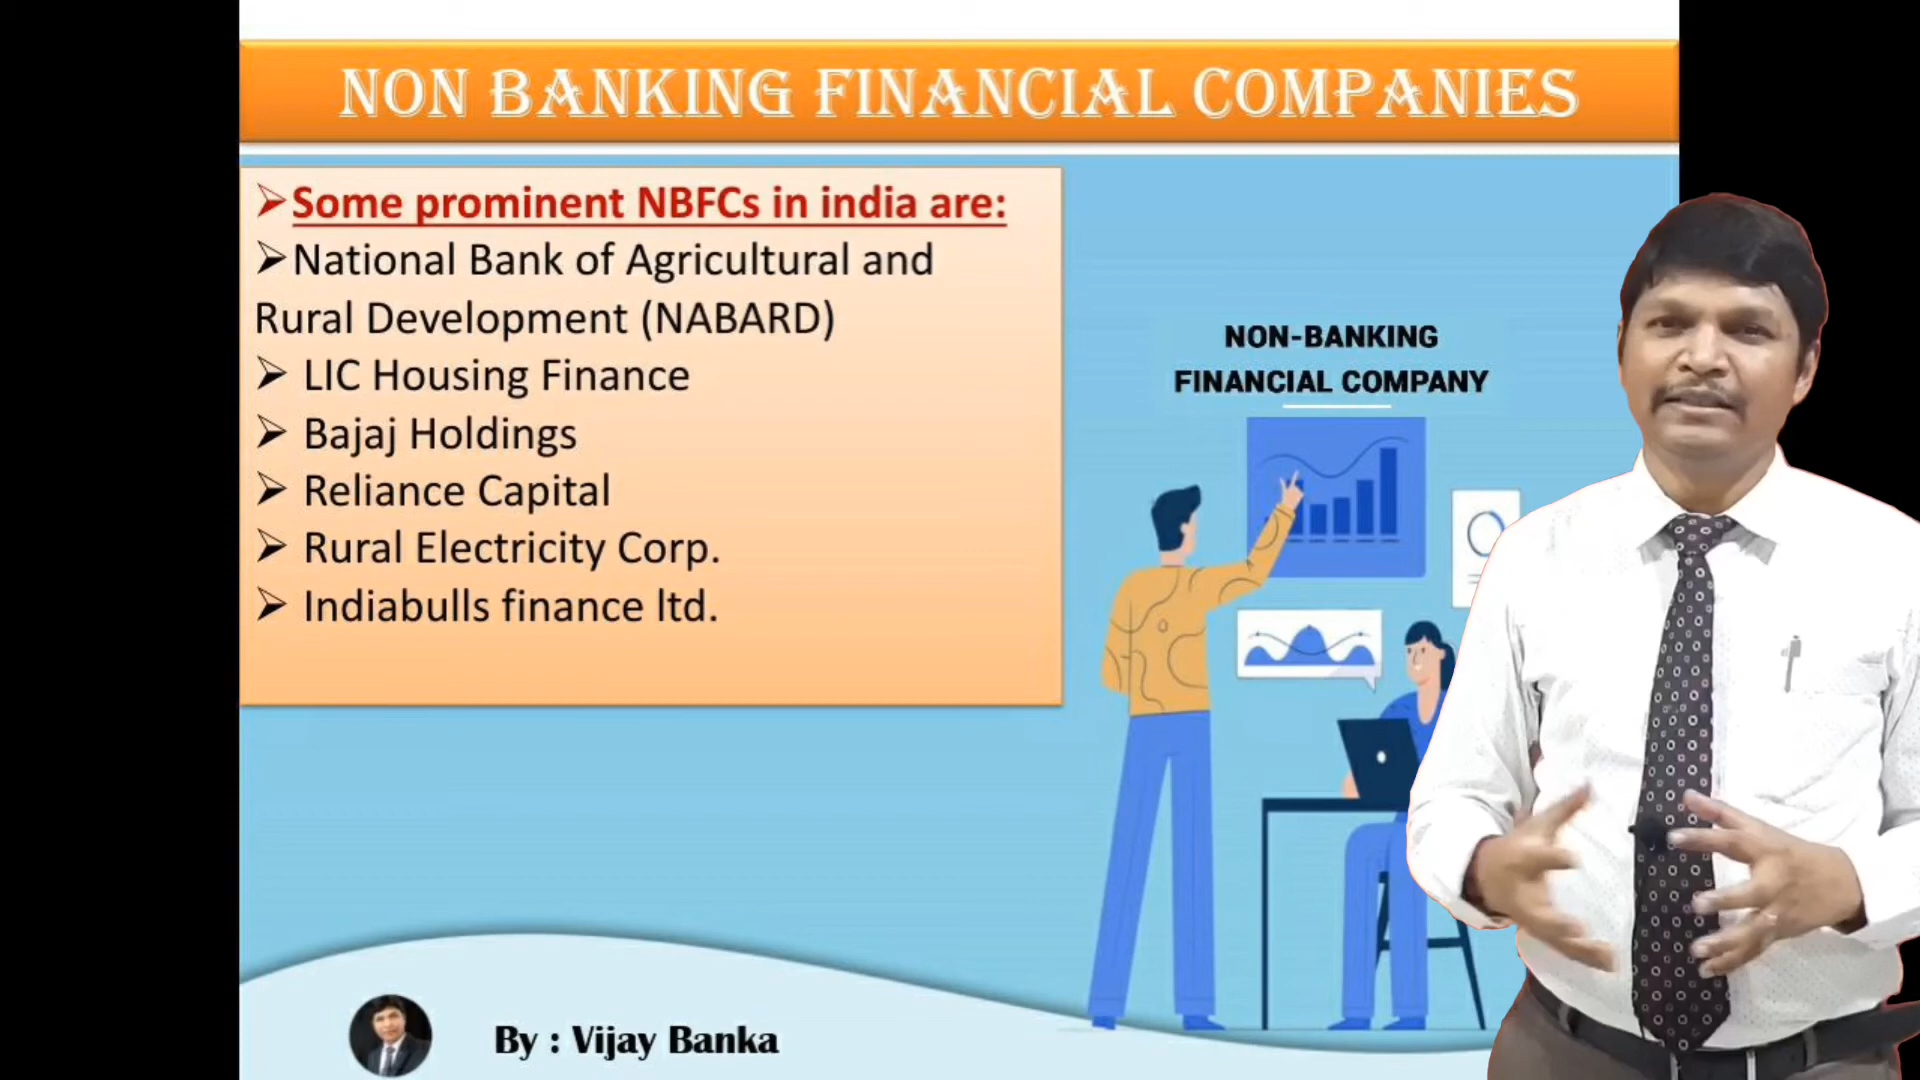 NON BANKING FINANCIAL COMPANIES
➢Some prominent NBFCs in india are:
➢National Bank of Agricultural and
Rural Development (NABARD)
➢ LIC Housing Finance
➢ Bajaj Holdings
➢ Reliance Capital
➢ Rural Electricity Corp.
➢ Indiabulls finance ltd.
NON-BANKING
FINANCIAL COMPANY
By : Vijay Banka